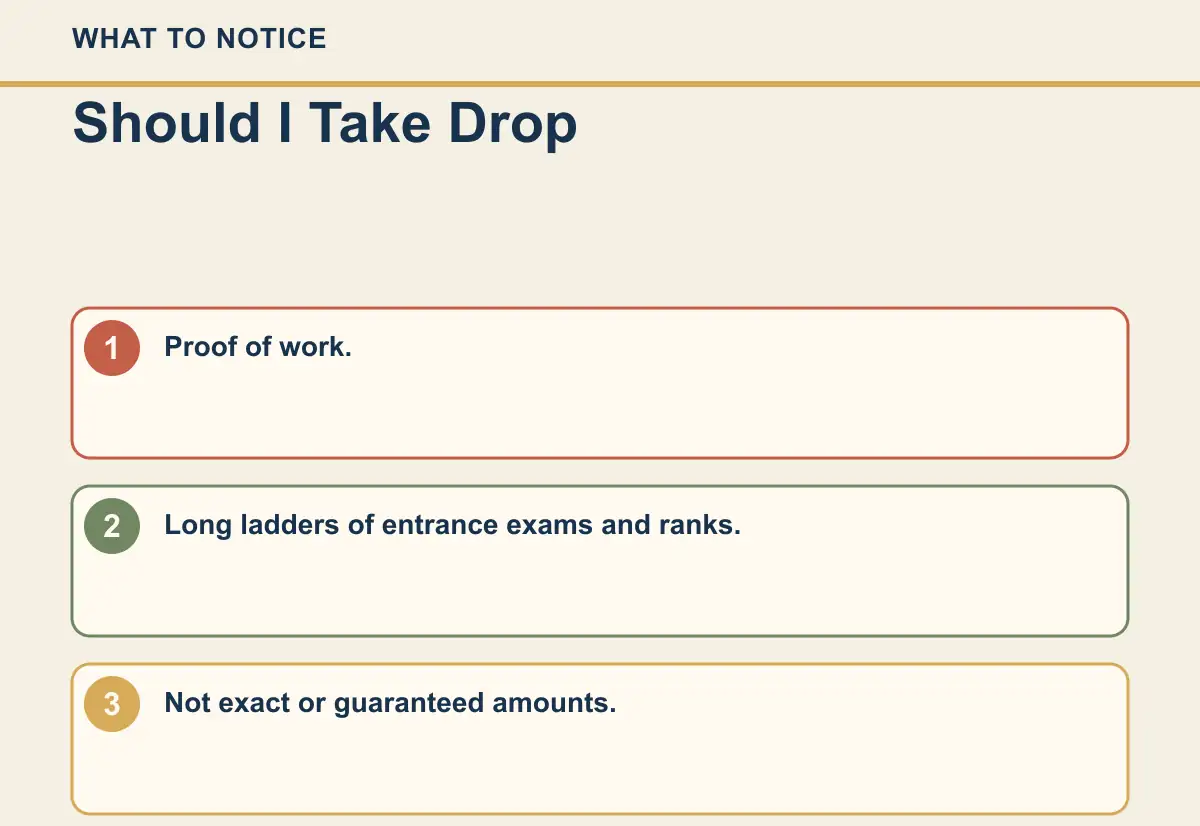 WHAT TO NOTICE
Should I Take Drop
1 Proof of work.
2 Long ladders of entrance exams and ranks.
3 Not exact or guaranteed amounts.